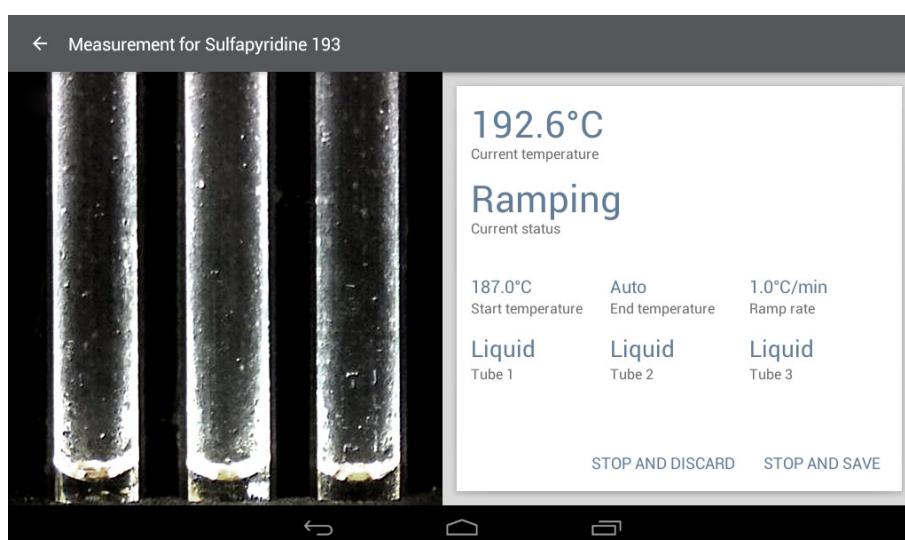 Measurement for Sulfapyridine 193
192.6°C
Current temperature
Ramping
Current status
187.0°C Auto 1.0°C/min
Start temperature End temperature Ramp rate
Liquid Liquid Liquid
Tube 1 Tube 2 Tube 3
STOP AND DISCARD STOP AND SAVE